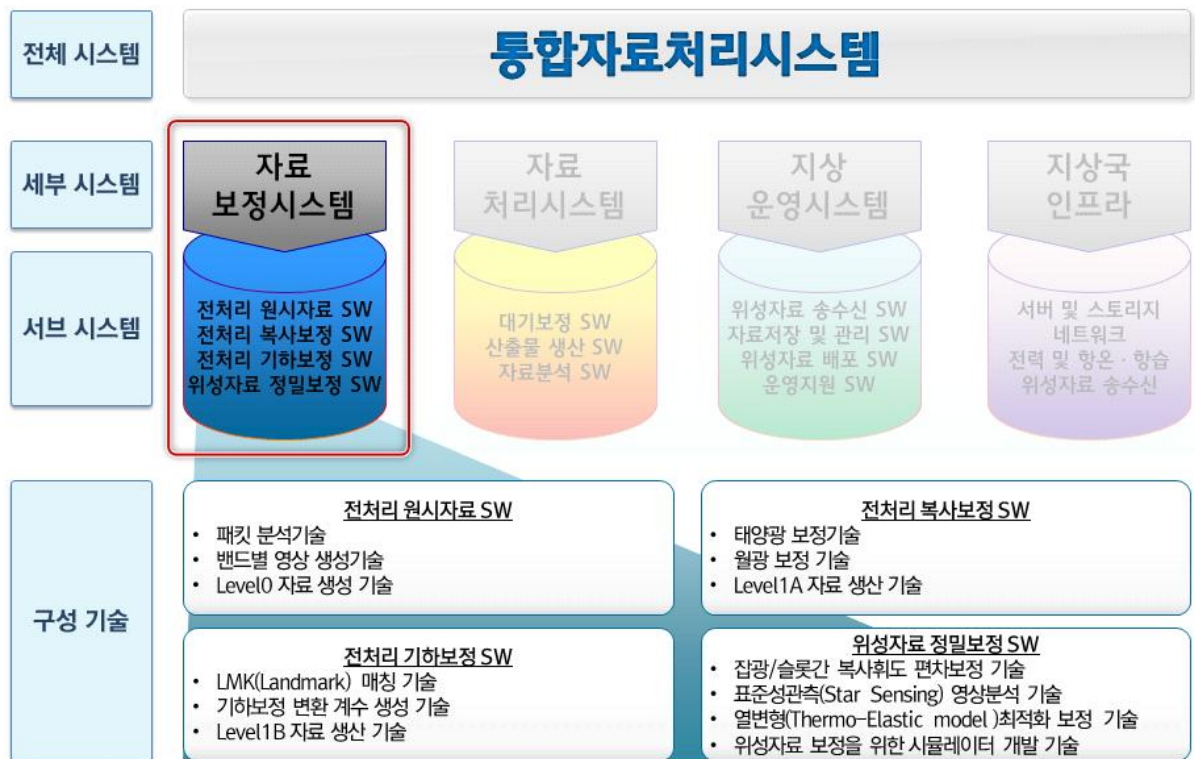 전체 시스템
통합자료처리시스템
세부 시스템
자료
보정시스템
자료
처리시스템
지상
운영시스템
지상국
인프라
서브 시스템
전처리 원시자료 SW
전처리 복사보정 SW
전처리 기하보정 SW
위성자료 정밀보정 SW
대기보정 SW
산출물 생산 SW
자료분석 SW
위성자료 송수신 SW
자료저장 및 관리 SW
위성자료 배포 SW
운영지원 SW
서버 및 스토리지
네트워크
전력 및 항온·항습
위성자료 송수신
구성 기술
전처리 원시자료 SW
• 패킷 분석기술
• 밴드별 영상 생성기술
• Level0 자료 생성 기술
전처리 복사보정 SW
• 태양광 보정기술
• 월광 보정 기술
• Level1A 자료 생산 기술
전처리 기하보정 SW
• LMK(Landmark) 매칭 기술
• 기하보정 변환 계수 생성 기술
• Level1B 자료 생산 기술
위성자료 정밀보정 SW
• 잡광/슬롯간 복사휘도 편차보정 기술
• 표준성관측(Star Sensing) 영상분석 기술
• 열변형(Thermo-Elastic model )최적화 보정 기술
• 위성자료 보정을 위한 시뮬레이터 개발 기술